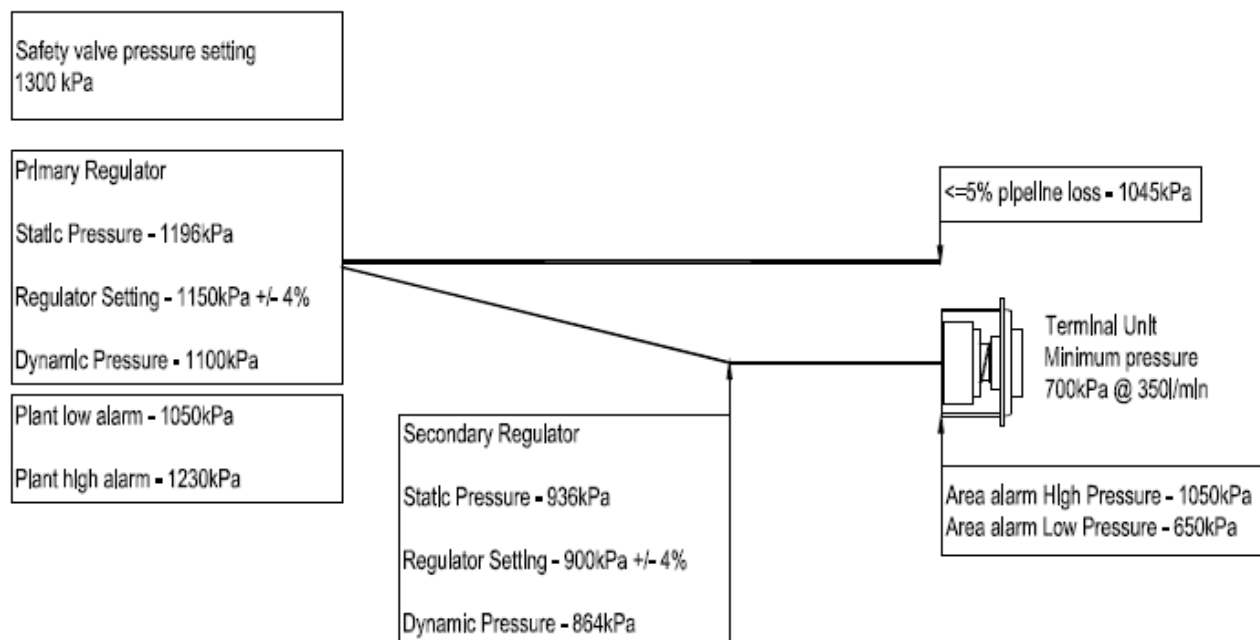 Safety valve pressure setting
1300 kPa
Primary Regulator
Static Pressure - 1196kPa
Regulator Setting - 1150kPa +/- 4%
Dynamic Pressure - 1100kPa
Plant low alarm - 1050kPa
Plant high alarm - 1230kPa
<=5% pipeline loss - 1045kPa
Terminal Unit
Minimum pressure
700kPa @ 350l/min
Secondary Regulator
Static Pressure - 936kPa
Regulator Setting - 900kPa +/- 4%
Dynamic Pressure - 864kPa
Area alarm High Pressure - 1050kPa
Area alarm Low Pressure - 650kPa